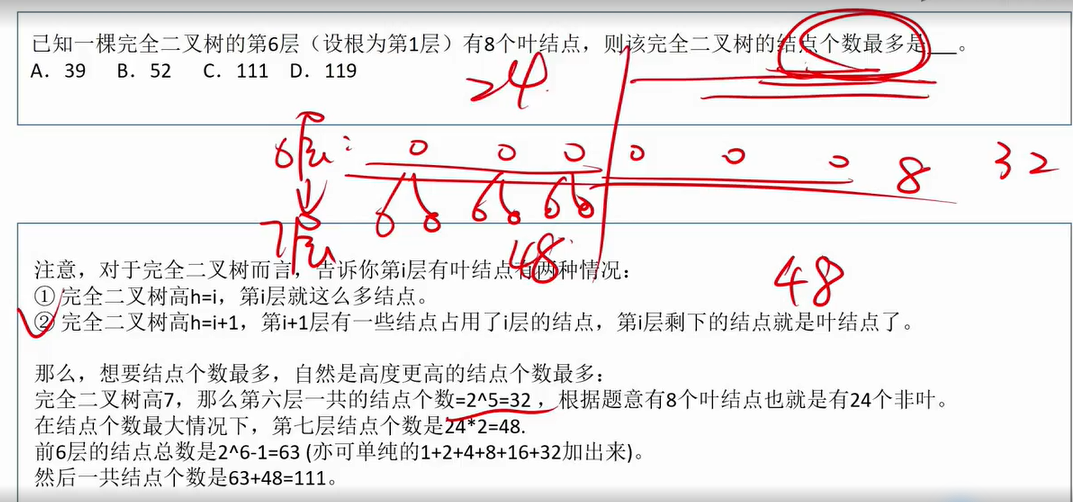 已知一棵完全二叉树的第6层（设根为第1层）有8个叶结点，则该完全二叉树的结点个数最多是___。
A．39 B．52 C．111 D．119
24
6层：
0 0 0 0 0 0 8 32
7层
48
48
注意，对于完全二叉树而言，告诉你第i层有叶结点有两种情况：
①完全二叉树高h=i，第i层就这么多结点。
②完全二叉树高h=i+1，第i+1层有一些结点占用了i层的结点，第i层剩下的结点就是叶结点了。
那么，想要结点个数最多，自然是高度更高的结点个数最多：
完全二叉树高7，那么第六层一共的结点个数=2^5=32，根据题意有8个叶结点也就是有24个非叶。
在结点个数最大情况下，第七层结点个数是24*2=48.
前6层的结点总数是2^6-1=63 (亦可单纯的1+2+4+8+16+32加出来)。
然后一共结点个数是63+48=111。